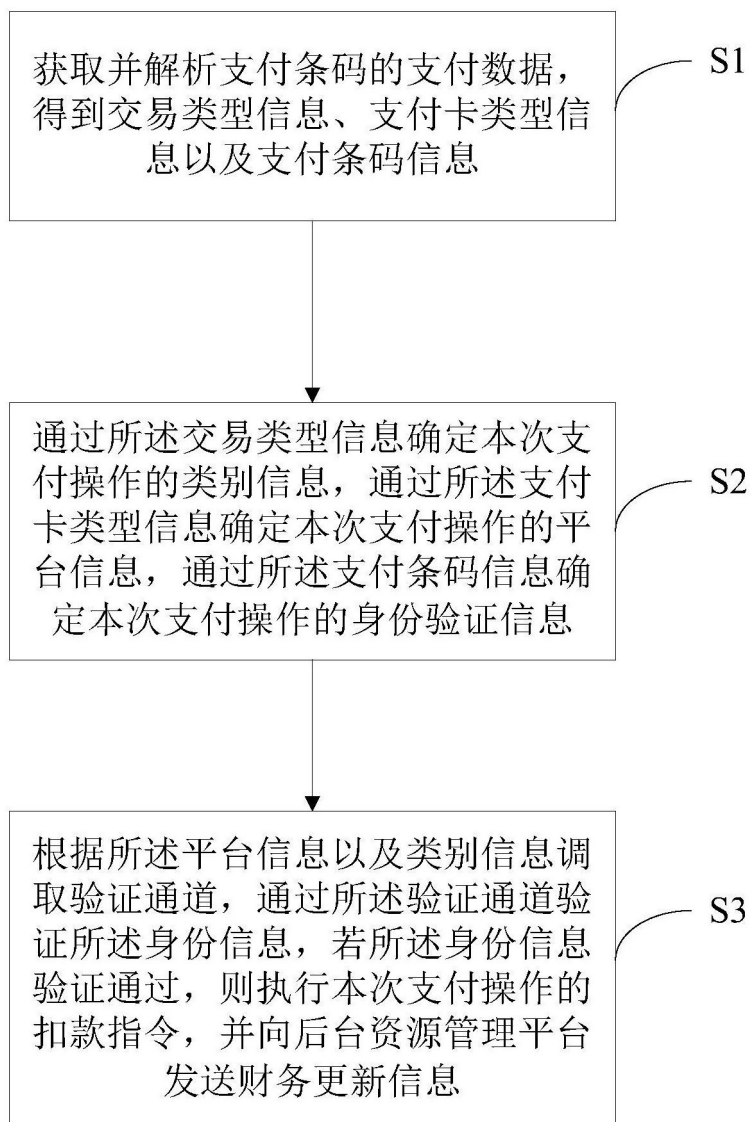 获取并解析支付条码的支付数据，
得到交易类型信息、支付卡类型信
息以及支付条码信息
S1
通过所述交易类型信息确定本次支
付操作的类别信息，通过所述支付
卡类型信息确定本次支付操作的平
台信息，通过所述支付条码信息确
定本次支付操作的身份验证信息
S2
根据所述平台信息以及类别信息调
取验证通道，通过所述验证通道验
证所述身份信息，若所述身份信息
验证通过，则执行本次支付操作的
扣款指令，并向后台资源管理平台
发送财务更新信息
S3